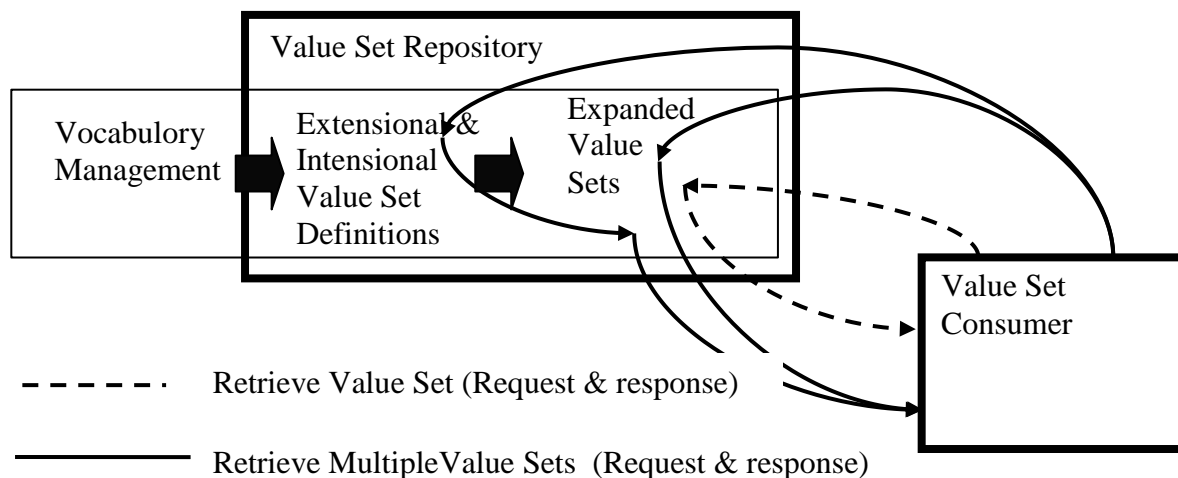 Value Set Repository
Vocabulory
Management
Extensional &
Intensional
Value Set
Definitions
Expanded
Value
Sets
Value Set
Consumer
Retrieve Value Set (Request & response)
Retrieve MultipleValue Sets (Request & response)